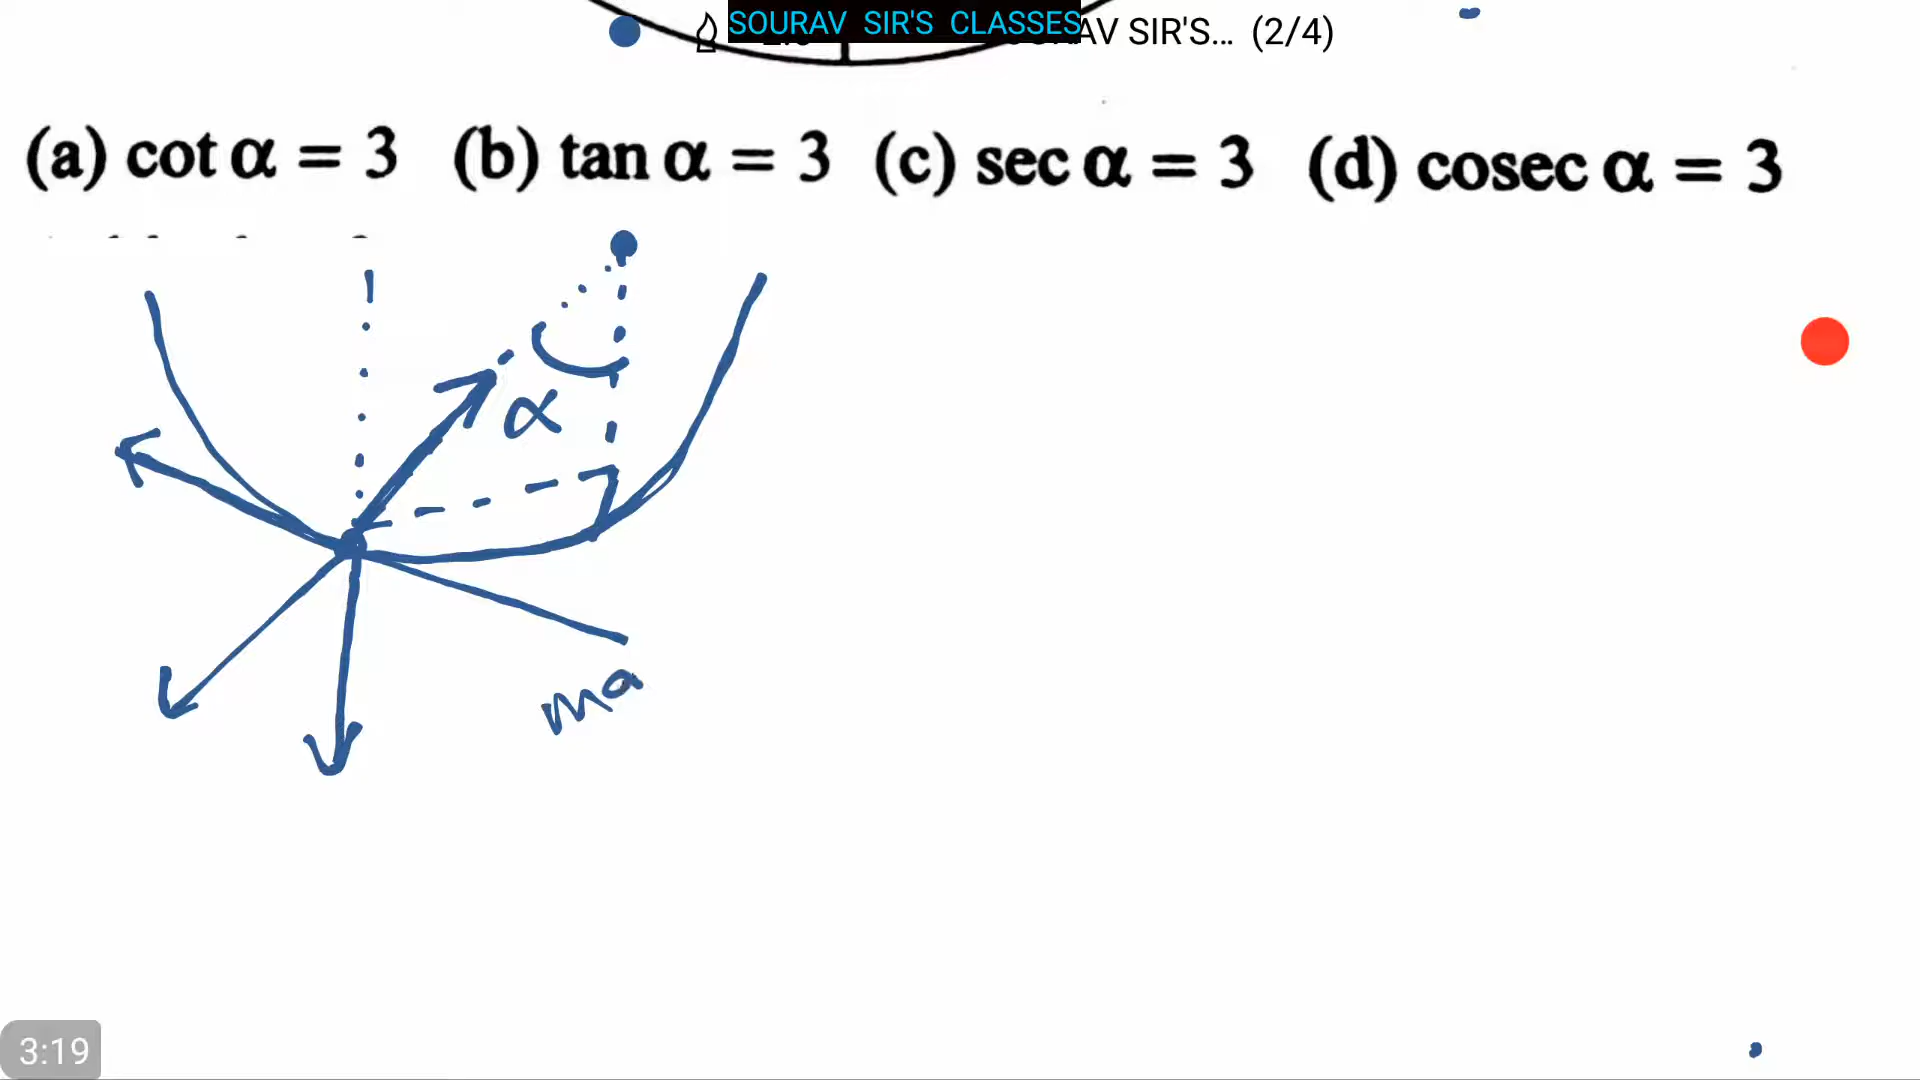 SOURAV SIR'S CLASSES
AV SIR'S... (2/4)
(a) cot α = 3 (b) tan α = 3 (c) sec α = 3 (d) cosec α = 3
α
ma
3:19